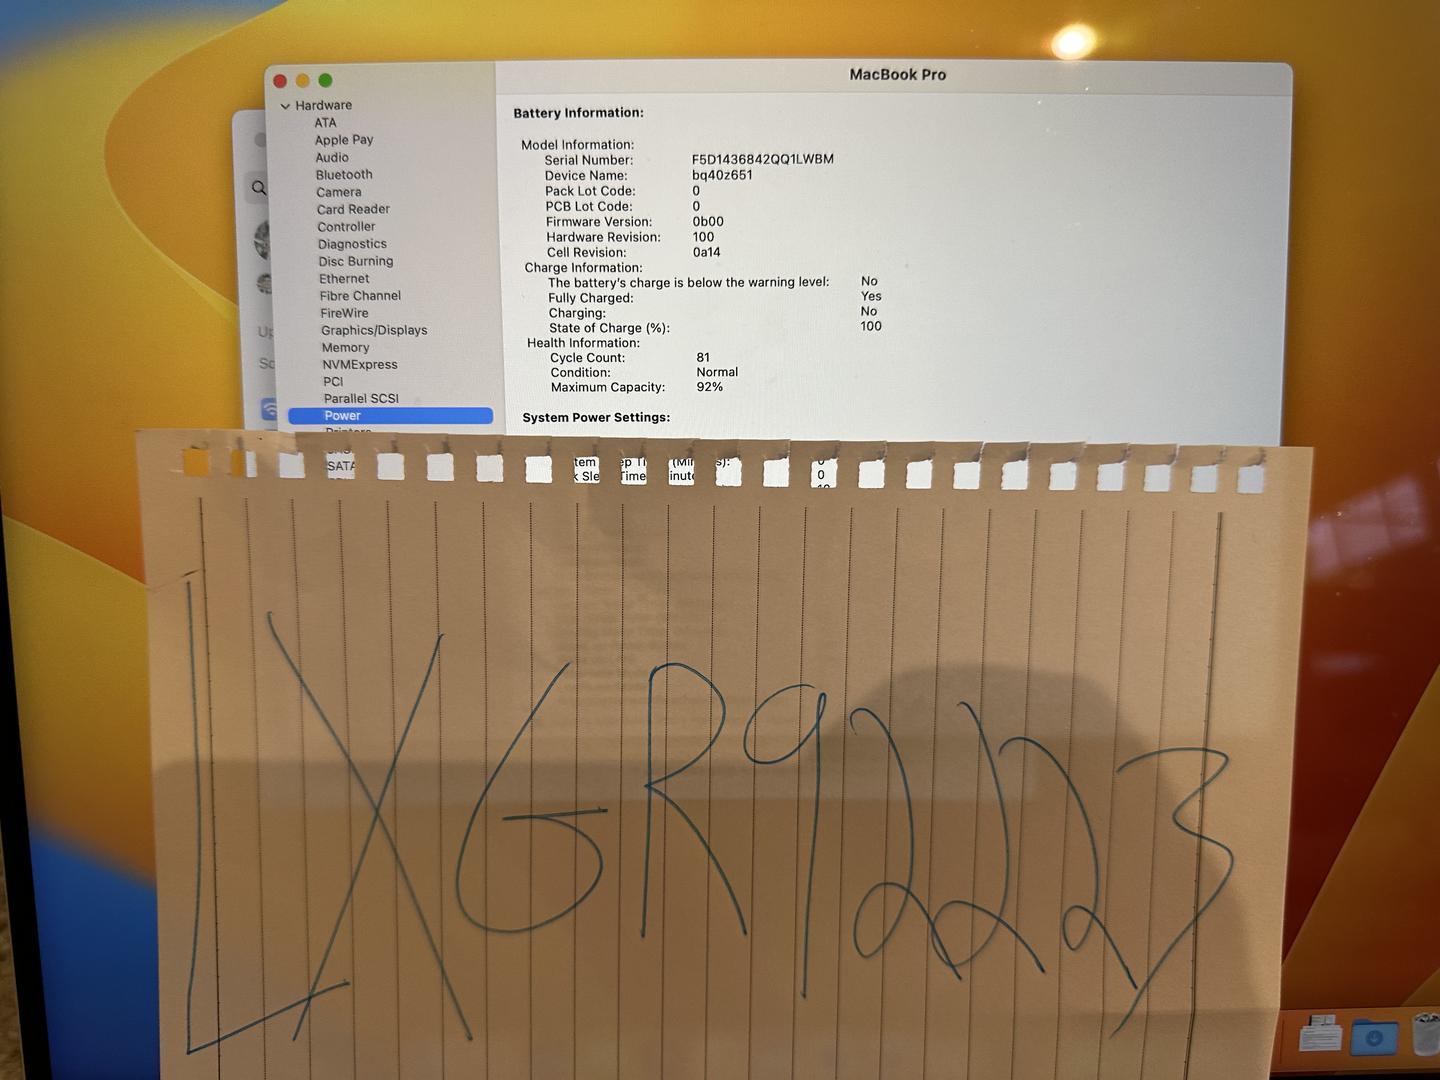 MacBook Pro
Hardware
ATA
Apple Pay
Audio
Bluetooth
Camera
Card Reader
Controller
Diagnostics
Disc Burning
Ethernet
Fibre Channel
FireWire
Graphics/Displays
Memory
NVMExpress
PCI
Parallel SCSI
Power
Printers
SATA
Battery Information:
Model Information:
Serial Number: F5D1436842QQ1LWBM
Device Name: bq40z651
Pack Lot Code: 0
PCB Lot Code: 0
Firmware Version: 0b00
Hardware Revision: 100
Cell Revision: 0a14
Charge Information:
The battery's charge is below the warning level: No
Fully Charged: Yes
Charging: No
State of Charge (%): 100
Health Information:
Cycle Count: 81
Condition: Normal
Maximum Capacity: 92%
System Power Settings:
LXGR92223